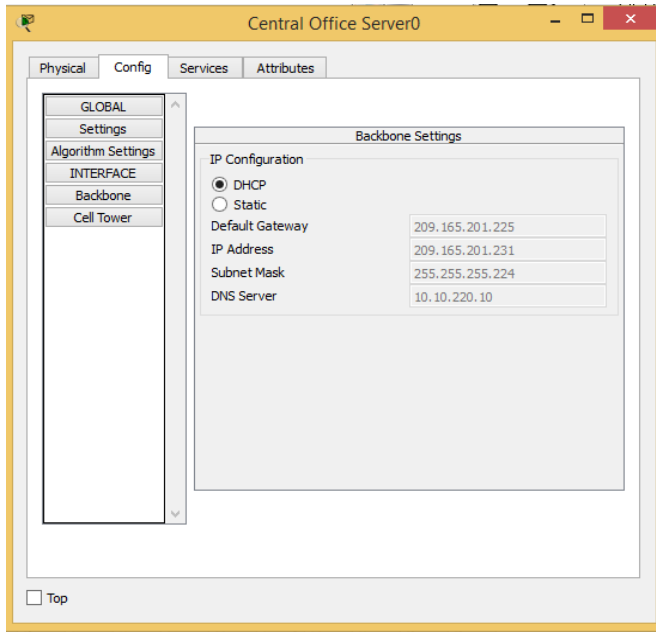 Central Office Server0
Physical Config Services Attributes
GLOBAL
Settings
Algorithm Settings
INTERFACE
Backbone
Cell Tower
Backbone Settings
IP Configuration
DHCP
Static
Default Gateway 209.165.201.225
IP Address 209.165.201.231
Subnet Mask 255.255.255.224
DNS Server 10.10.220.10
Top